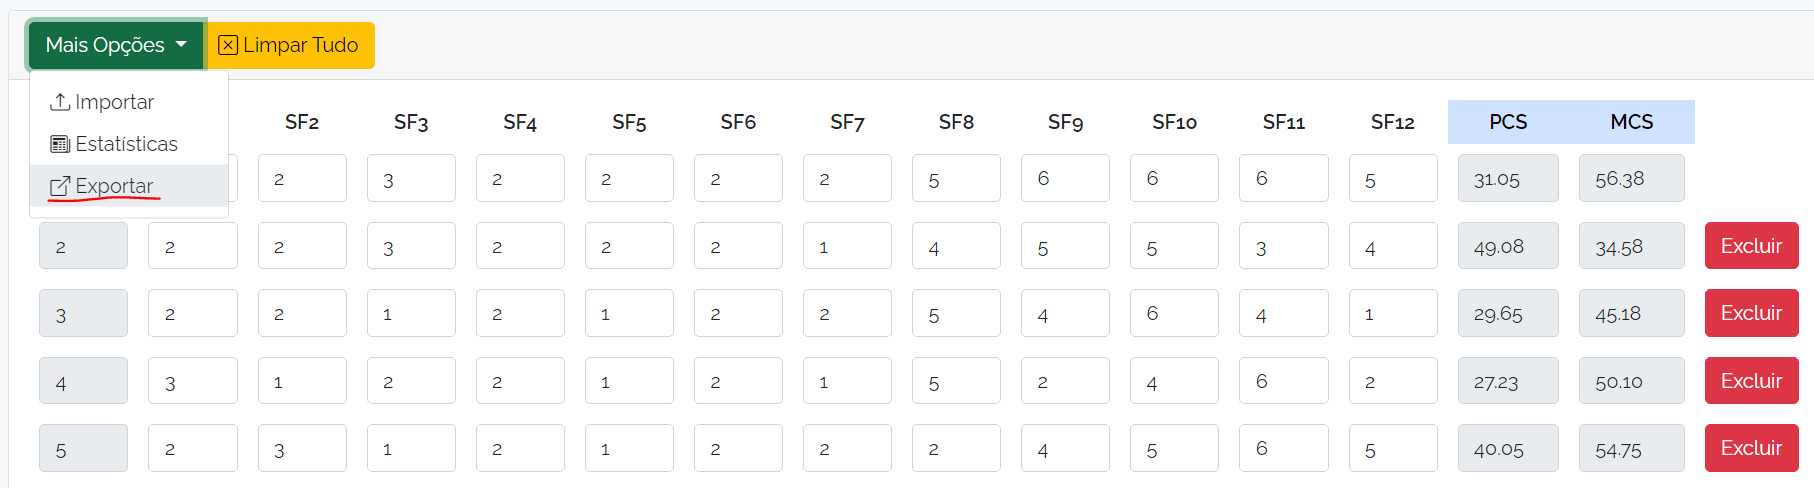 Mais Opções Limpar Tudo
Importar
SF2 SF3 SF4 SF5 SF6 SF7 SF8 SF9 SF10 SF11 SF12 PCS MCS
Estatísticas
2 3 2 2 2 2 5 6 6 6 5 31.05 56.38
Exportar
2 2 2 3 2 2 2 1 4 5 5 3 4 49.08 34.58 Excluir
3 2 2 1 2 1 2 2 5 4 6 4 1 29.65 45.18 Excluir
4 3 1 2 2 1 2 1 5 2 4 6 2 27.23 50.10 Excluir
5 2 3 1 2 1 2 2 2 4 5 6 5 40.05 54.75 Excluir